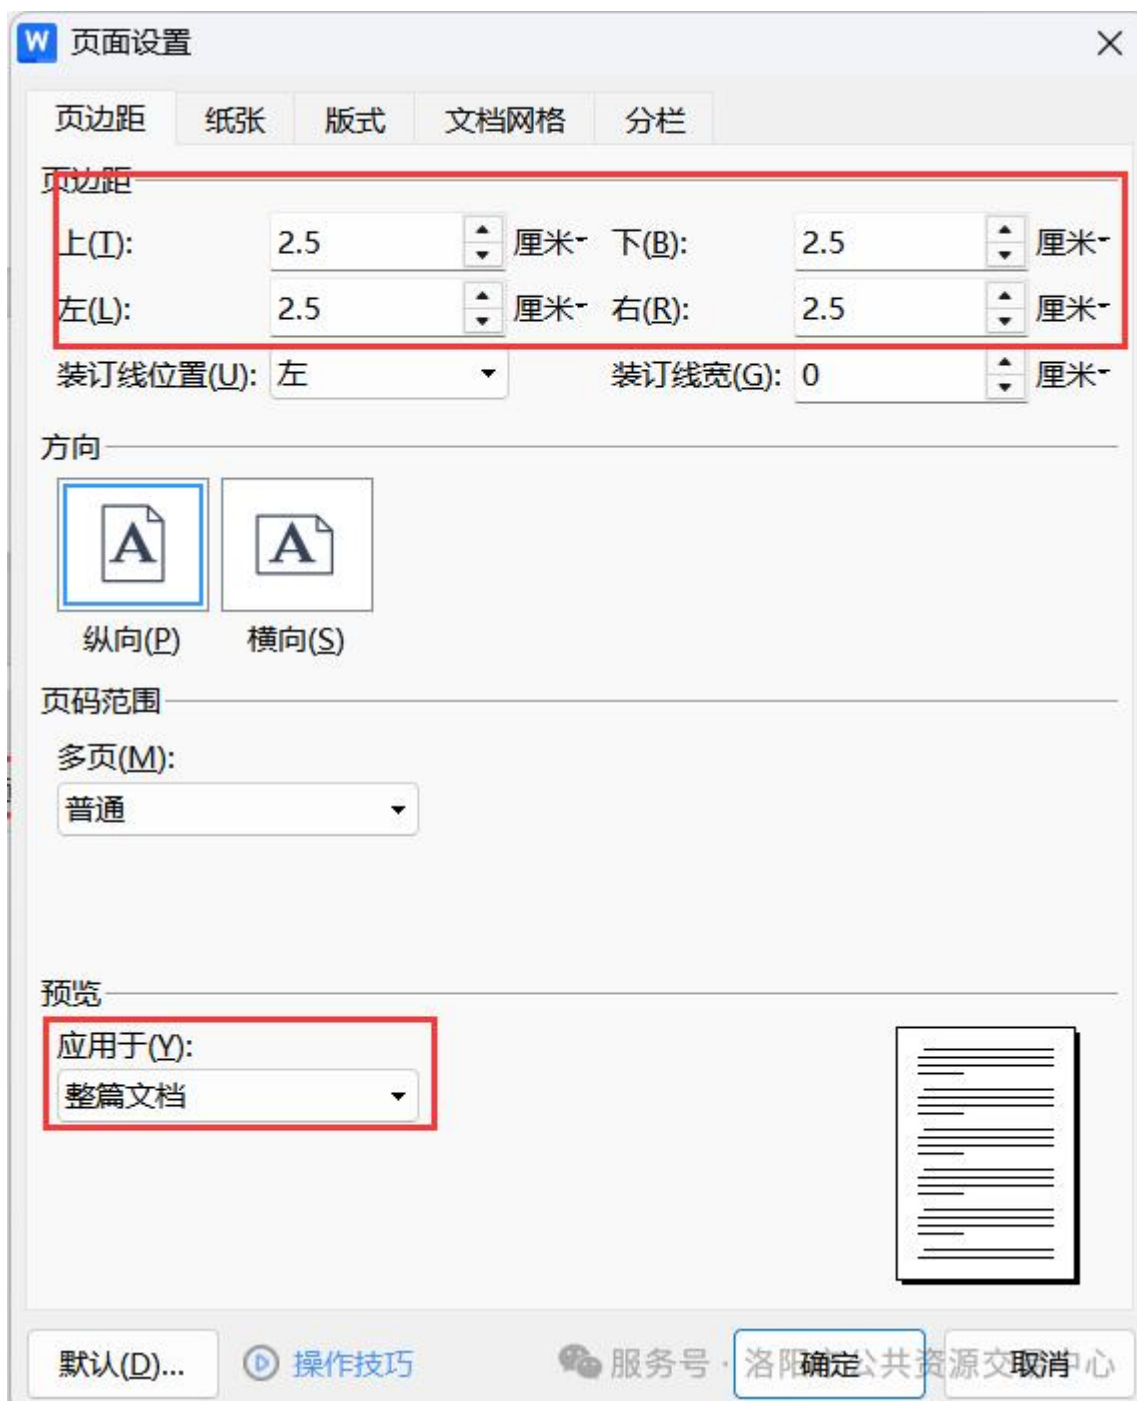 W 页面设置
页边距 纸张 版式 文档网格 分栏
页边距
上(T): 2.5 厘米 下(B): 2.5 厘米
左(L): 2.5 厘米 右(R): 2.5 厘米
装订线位置(U): 左 装订线宽(G): 0 厘米
方向
A A
纵向(P) 横向(S)
页码范围
多页(M):
普通
预览
应用于(Y):
整篇文档
默认(D)... 操作技巧 确定 取消
服务号 · 洛阳 公共资源交 中心